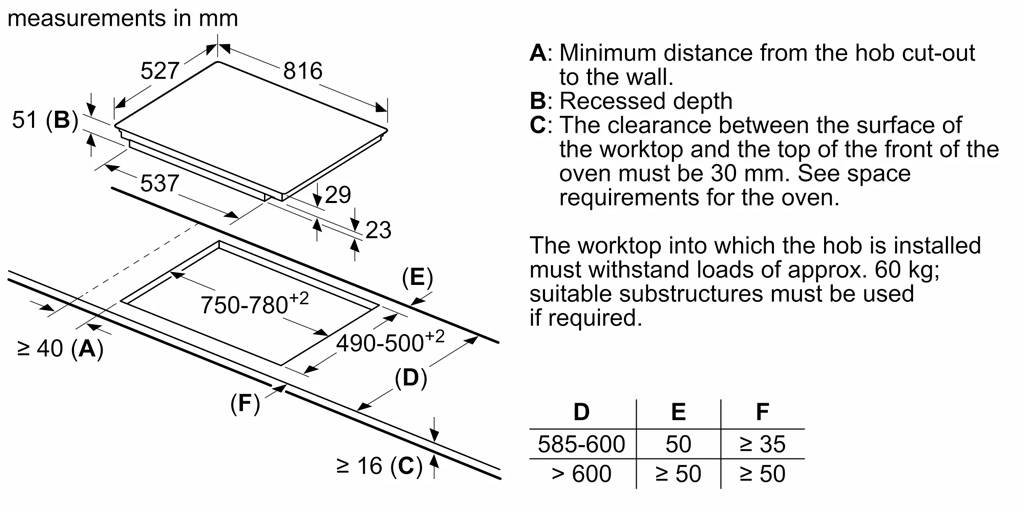 measurements in mm
527
816
51 (B)
537
29
23
(E)
750-780+2
490-500+2
≥ 40 (A)
(D)
(F)
≥ 16 (C)
A: Minimum distance from the hob cut-out
to the wall.
B: Recessed depth
C: The clearance between the surface of
the worktop and the top of the front of the
oven must be 30 mm. See space
requirements for the oven.
The worktop into which the hob is installed
must withstand loads of approx. 60 kg;
suitable substructures must be used
if required.
D E F
585-600 50 ≥ 35
> 600 ≥ 50 ≥ 50